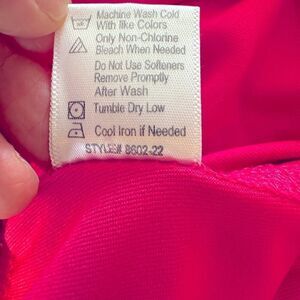 Machine Wash Cold
With like Colors
Only Non-Chlorine
Bleach When Needed
Do Not Use Softeners
Remove Promptly
After Wash
Tumble Dry Low
Cool Iron if Needed
STYLE# 8602-22